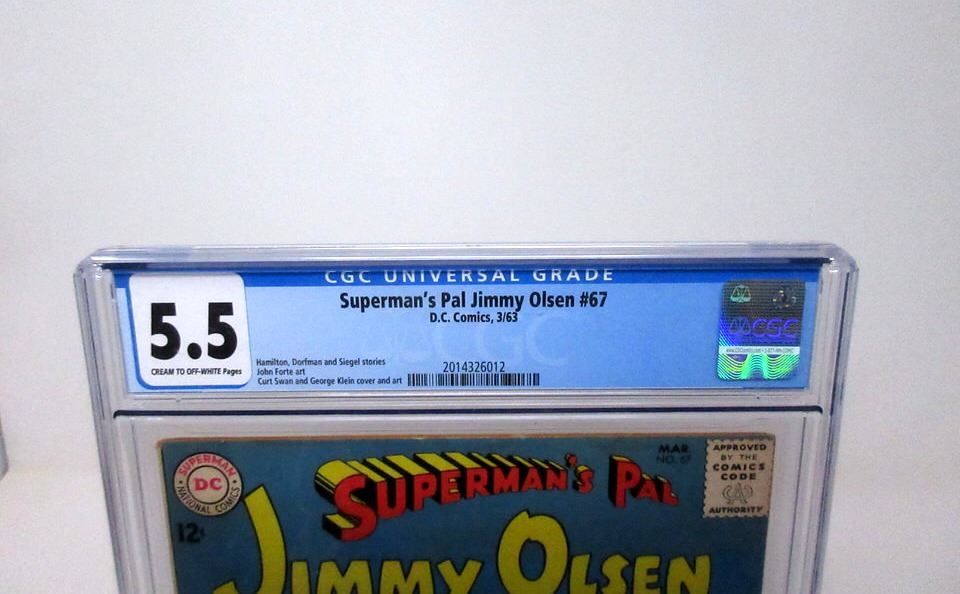 CGC UNIVERSAL GRADE
5.5
CREAM TO OFF-WHITE Pages
Superman's Pal Jimmy Olsen #67
D.C. Comics, 3/63
Hamilton, Dorfman and Siegel stories
John Forte art
Curt Swan and George Klein cover and art
2014326012
CGC
SUPERMAN
DC
NATIONAL COMICS
12¢
SUPERMAN'S PAL
JIMMY OLSEN
MAR.
NO. 67
APPROVED
BY THE
COMICS
CODE
CA
AUTHORITY